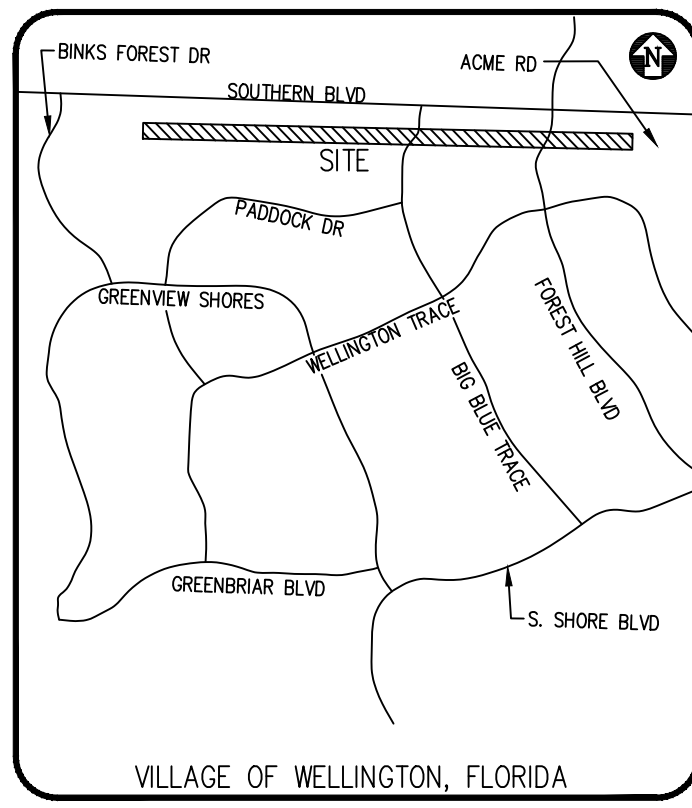 BINKS FOREST DR
N
ACME RD
SOUTHERN BLVD
SITE
PADDOCK DR
GREENVIEW SHORES
WELLINGTON TRACE
FOREST HILL BLVD
BIG BLUE TRACE
GREENBRIAR BLVD
S. SHORE BLVD
VILLAGE OF WELLINGTON, FLORIDA